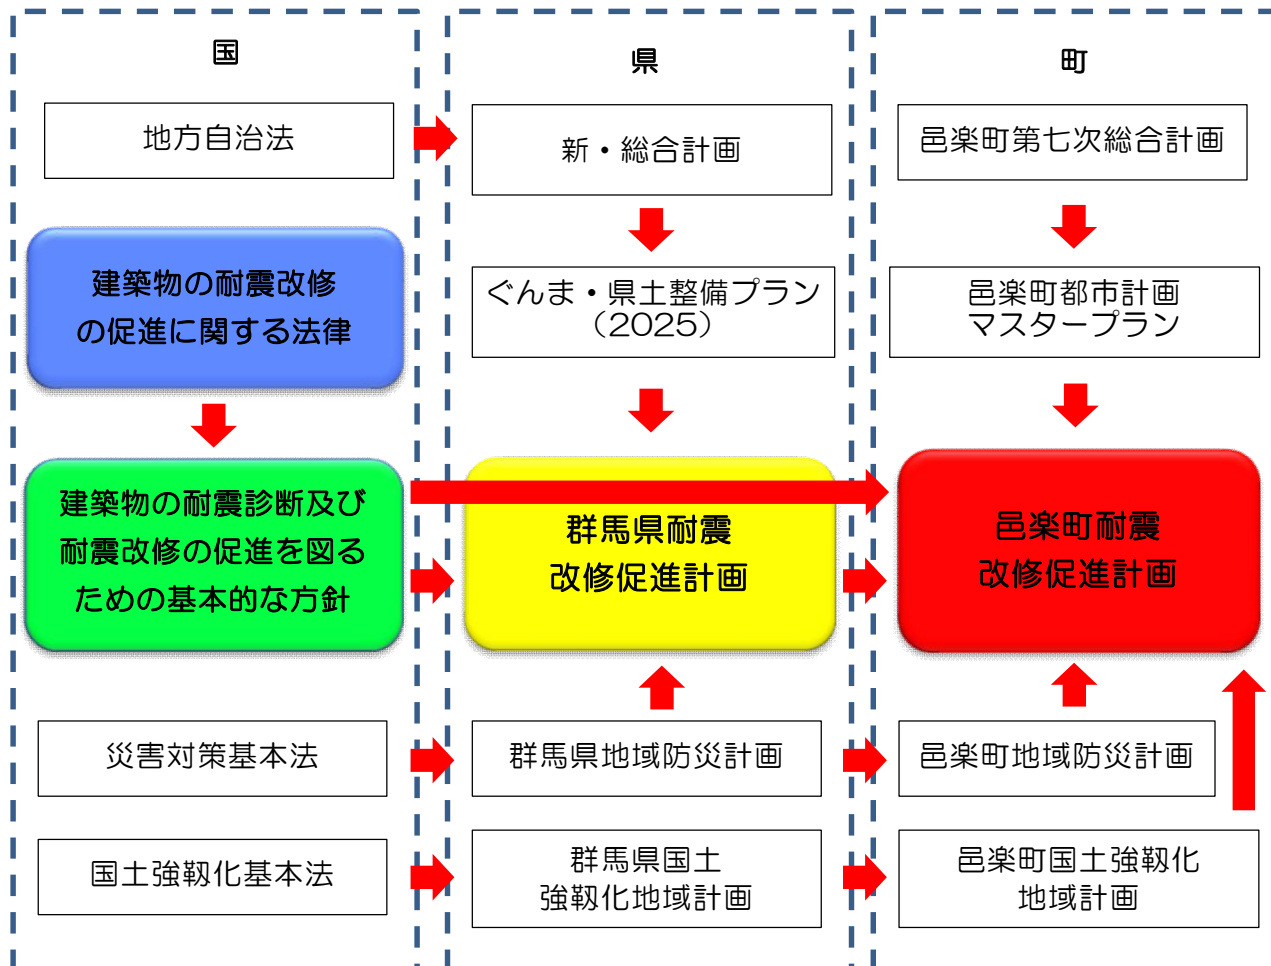 国
地方自治法
建築物の耐震改修
の促進に関する法律
建築物の耐震診断及び
耐震改修の促進を図る
ための基本的な方針
災害対策基本法
国土強靱化基本法
県
新・総合計画
ぐんま・県土整備プラン
（2025）
群馬県耐震
改修促進計画
群馬県地域防災計画
群馬県国土
強靱化地域計画
町
邑楽町第七次総合計画
邑楽町都市計画
マスタープラン
邑楽町耐震
改修促進計画
邑楽町地域防災計画
邑楽町国土強靱化
地域計画